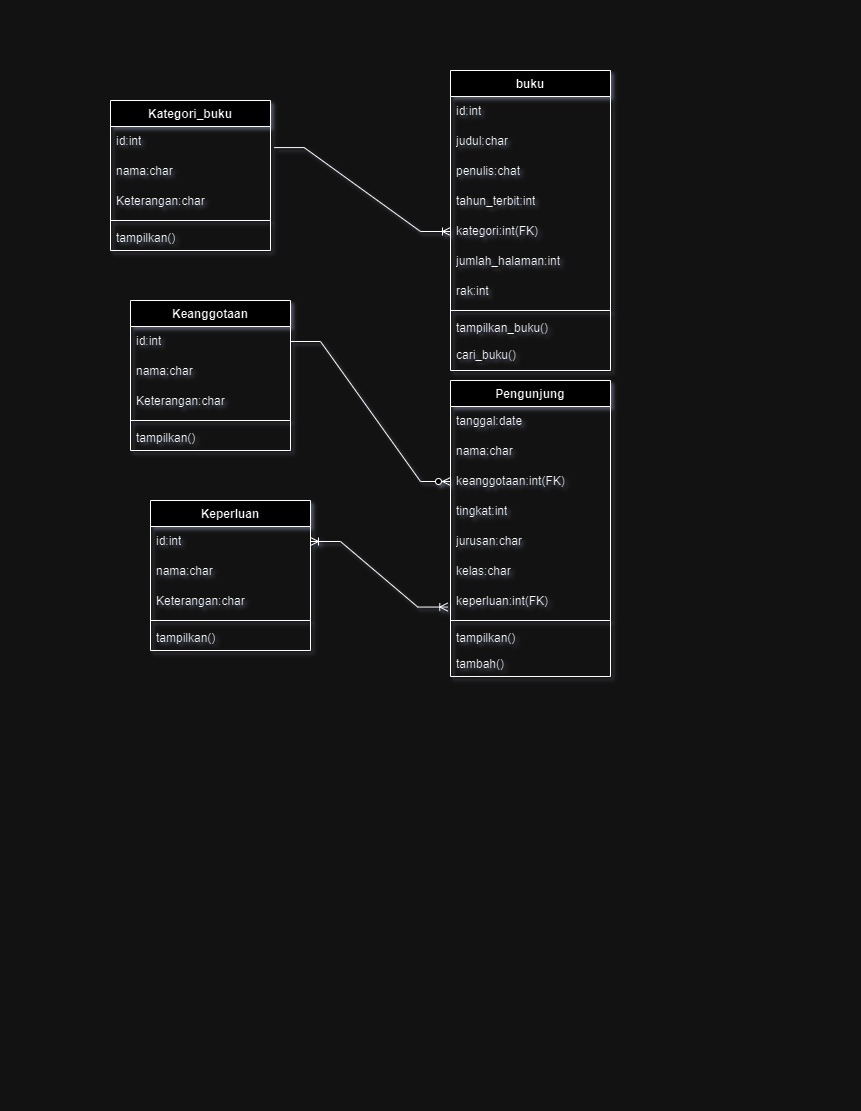 Kategori_buku
id:int
nama:char
Keterangan:char
tampilkan()
buku
id:int
judul:char
penulis:chat
tahun_terbit:int
kategori:int(FK)
jumlah_halaman:int
rak:int
tampilkan_buku()
cari_buku()
Keanggotaan
id:int
nama:char
Keterangan:char
tampilkan()
Pengunjung
tanggal:date
nama:char
keanggotaan:int(FK)
tingkat:int
jurusan:char
kelas:char
keperluan:int(FK)
tampilkan()
tambah()
Keperluan
id:int
nama:char
Keterangan:char
tampilkan()